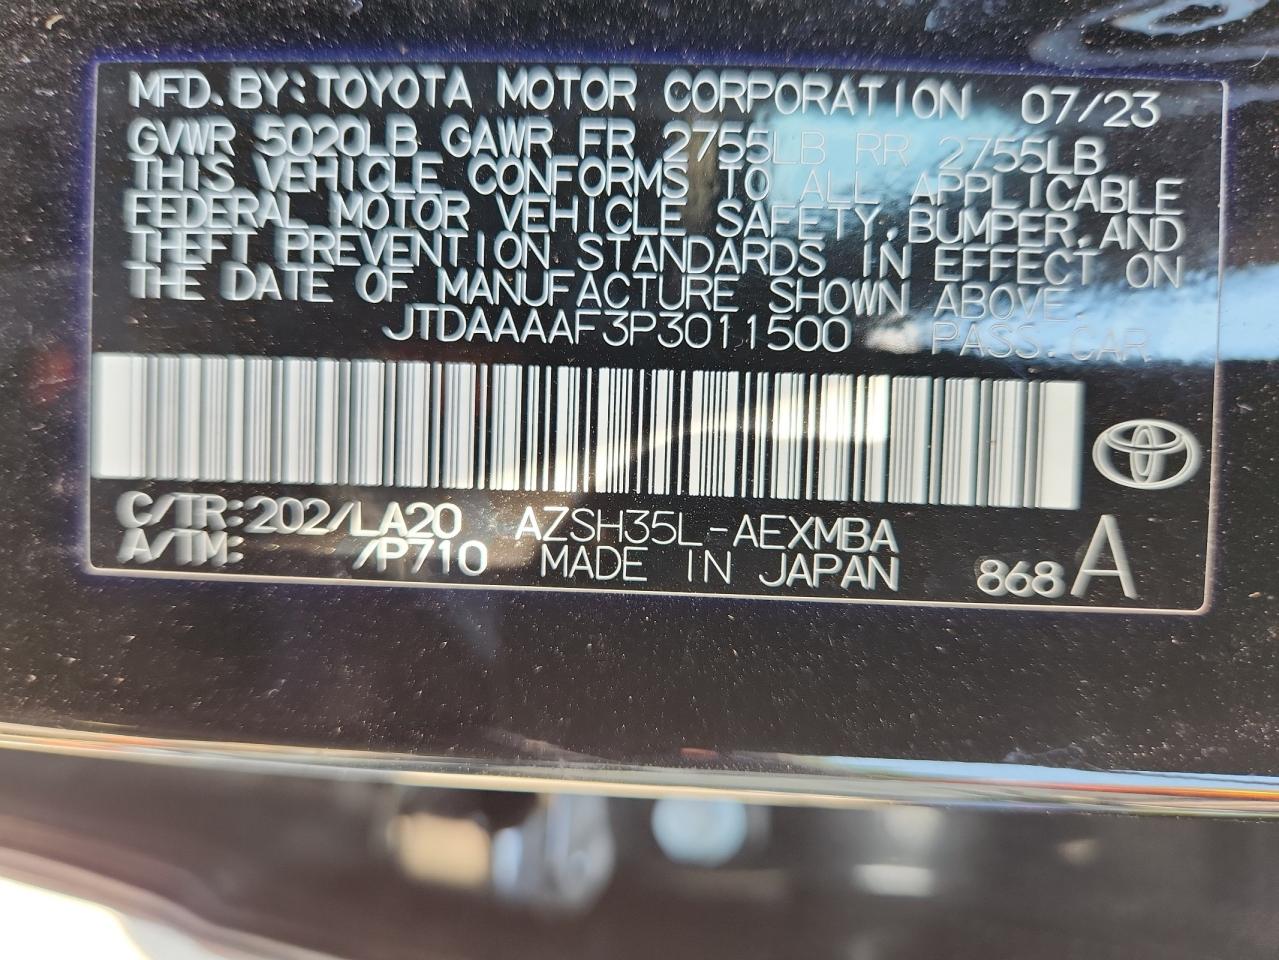 MFD. BY: TOYOTA MOTOR CORPORATION 07/23
GVWR 5020LB GAWR FR 2755LB RR 2755LB
THIS VEHICLE CONFORMS TO ALL APPLICABLE
FEDERAL MOTOR VEHICLE SAFETY, BUMPER, AND
THEFT PREVENTION STANDARDS IN EFFECT ON
THE DATE OF MANUFACTURE SHOWN ABOVE.
JTDAAAAF3P3011500 PASS. CAR
C/TR: 202/LA20 AZSH35L-AEXMBA
A/TM: /P710 MADE IN JAPAN 868 A